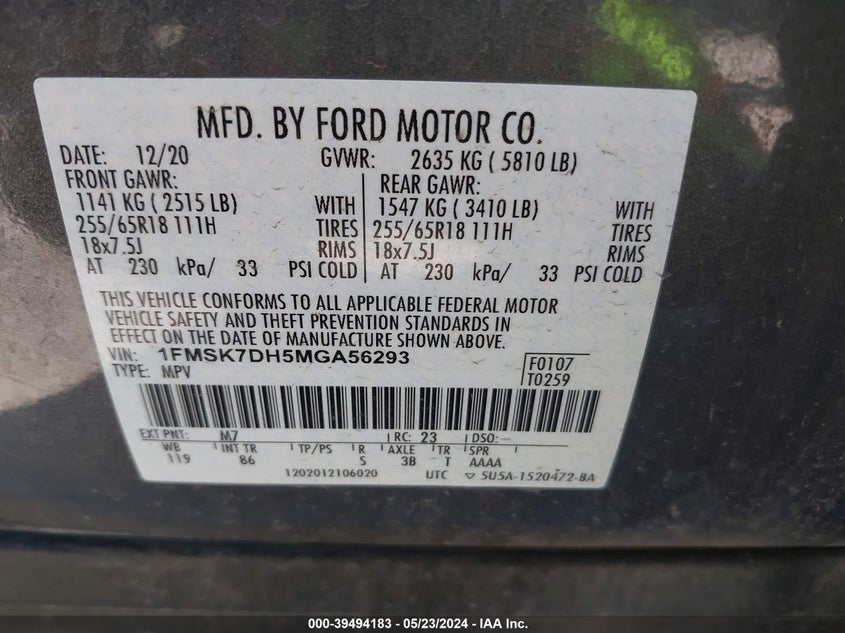 MFD. BY FORD MOTOR CO.
DATE: 12/20 GVWR: 2635 KG ( 5810 LB)
FRONT GAWR: REAR GAWR:
1141 KG ( 2515 LB) WITH 1547 KG ( 3410 LB) WITH
255/65R18 111H TIRES 255/65R18 111H TIRES
18x7.5J RIMS 18x7.5J RIMS
AT 230 kPa/ 33 PSI COLD AT 230 kPa/ 33 PSI COLD
THIS VEHICLE CONFORMS TO ALL APPLICABLE FEDERAL MOTOR
VEHICLE SAFETY AND THEFT PREVENTION STANDARDS IN
EFFECT ON THE DATE OF MANUFACTURE SHOWN ABOVE.
VIN: 1FMSK7DH5MGA56293 F0107
TYPE: MPV T0259
EXT PNT: M7 RC: 23 DSO:
WB INT TR TP/PS R AXLE TR SPR
119 86 S 3B T AAAA
1202012106020 UTC ▽ 5U5A-1520472-BA
000-39494183 - 05/23/2024 - IAA Inc.